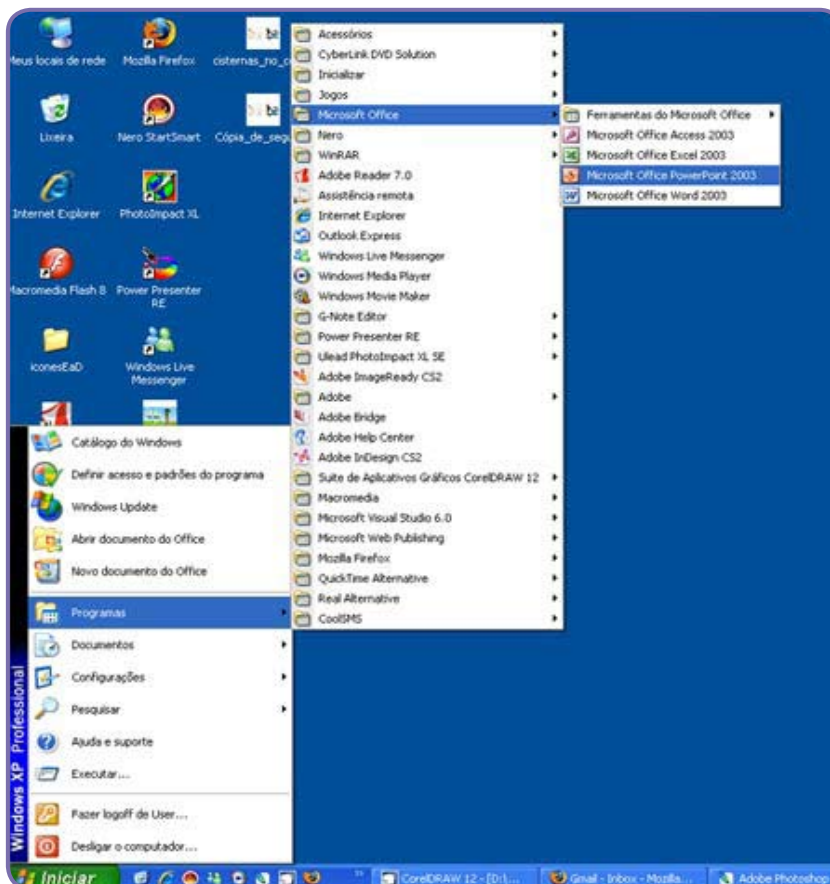 Meus locais de rede
Mozilla Firefox
cisternas_no_c
Lixeira
Nero StartSmart
Cópia_de_segu
Internet Explorer
PhotoImpact XL
Macromedia Flash 8
Power Presenter
RE
iconesEaD
Windows Live
Messenger
Acessórios
CyberLink DVD Solution
Inicializar
Jogos
Microsoft Office
Nero
WinRAR
Adobe Reader 7.0
Assistência remota
Internet Explorer
Outlook Express
Windows Live Messenger
Windows Media Player
Windows Movie Maker
G-Note Editor
Power Presenter RE
Ulead PhotoImpact XL SE
Adobe ImageReady CS2
Adobe
Adobe Bridge
Adobe Help Center
Adobe InDesign CS2
Suite de Aplicativos Gráficos CorelDRAW 12
Macromedia
Microsoft Visual Studio 6.0
Microsoft Web Publishing
Mozilla Firefox
QuickTime Alternative
Real Alternative
CoolSMS
Ferramentas do Microsoft Office
Microsoft Office Access 2003
Microsoft Office Excel 2003
Microsoft Office PowerPoint 2003
Microsoft Office Word 2003
Catálogo do Windows
Definir acesso e padrões do programa
Windows Update
Abrir documento do Office
Novo documento do Office
Programas
Documentos
Configurações
Pesquisar
Ajuda e suporte
Executar...
Fazer logoff de User...
Desligar o computador...
Windows XP Professional
Iniciar
CorelDRAW 12 - [D:\...
Gmail - Inbox - Mozilla...
Adobe Photoshop